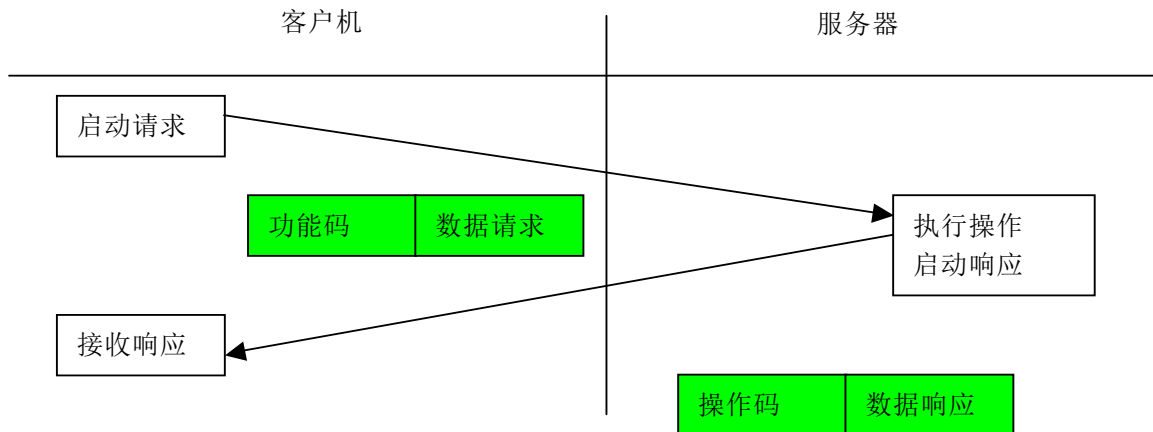 客户机
服务器
启动请求
功能码
数据请求
执行操作
启动响应
接收响应
操作码
数据响应